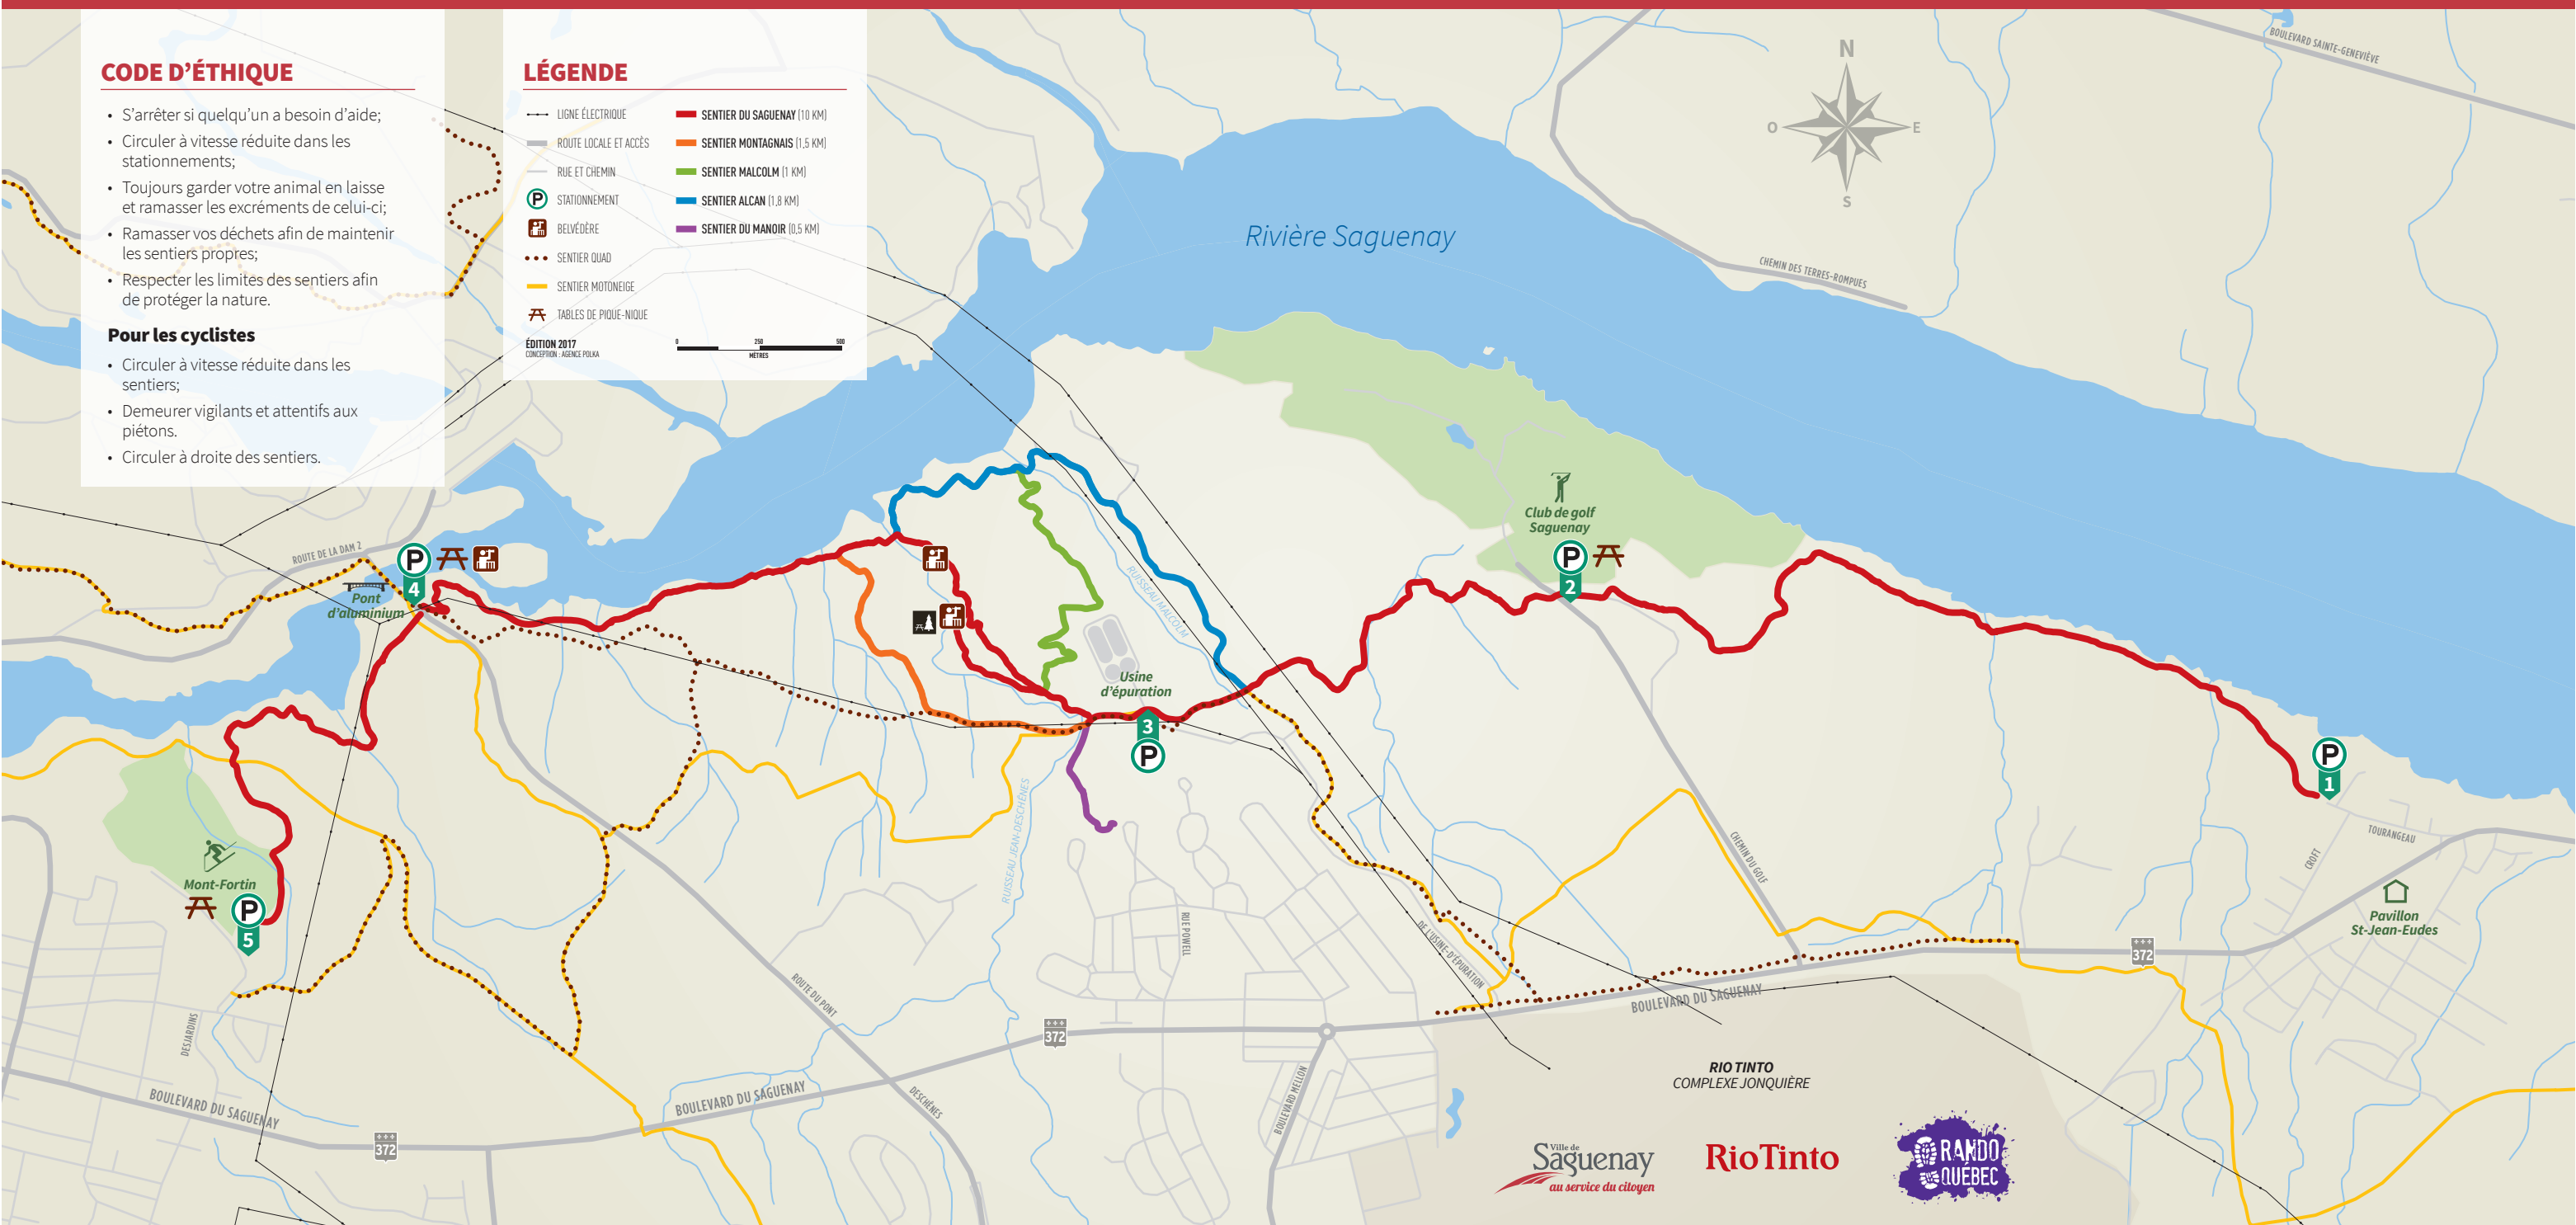 CODE D'ÉTHIQUE
• S'arrêter si quelqu'un a besoin d'aide;
• Circuler à vitesse réduite dans les
stationnements;
• Toujours garder votre animal en laisse
et ramasser les excréments de celui-ci;
• Ramasser vos déchets afin de maintenir
les sentiers propres;
• Respecter les limites des sentiers afin
de protéger la nature.
Pour les cyclistes
• Circuler à vitesse réduite dans les
sentiers;
• Demeurer vigilants et attentifs aux
piétons.
• Circuler à droite des sentiers.
LÉGENDE
LIGNE ÉLECTRIQUE
ROUTE LOCALE ET ACCÈS
RUE ET CHEMIN
P STATIONNEMENT
BELVÉDÈRE
SENTIER QUAD
SENTIER MOTONEIGE
TABLES DE PIQUE-NIQUE
SENTIER DU SAGUENAY (10 KM)
SENTIER MONTAGNAIS (1,5 KM)
SENTIER MALCOLM (1 KM)
SENTIER ALCAN (1,8 KM)
SENTIER DU MANOIR (0,5 KM)
ÉDITION 2017
CONCEPTION : AGENCE POLKA
0 250 500
MÈTRES
N
O E
S
BOULEVARD SAINTE-GENEVIÈVE
Rivière Saguenay
CHEMIN DES TERRES-ROMPUES
Club de golf
Saguenay
P
2
ROUTE DE LA DAM 2
P
4
Pont
d'aluminium
RUISSEAU MALCOLM
Usine
d'épuration
3
P
P
1
TOURANGEAU
CROFT
Pavillon
St-Jean-Eudes
CHEMIN DU GOLF
RUISSEAU JEAN-DESCHÊNES
Mont-Fortin
P
5
RUE POWELL
DE L'USINE-D'ÉPURATION
372
BOULEVARD DU SAGUENAY
ROUTE DU PONT
DESJARDINS
372
BOULEVARD DU SAGUENAY
BOULEVARD DU SAGUENAY
DESCHÊNES
BOULEVARD MELLON
372
RIO TINTO
COMPLEXE JONQUIÈRE
Ville de
Saguenay
au service du citoyen
RioTinto
RANDO
QUÉBEC